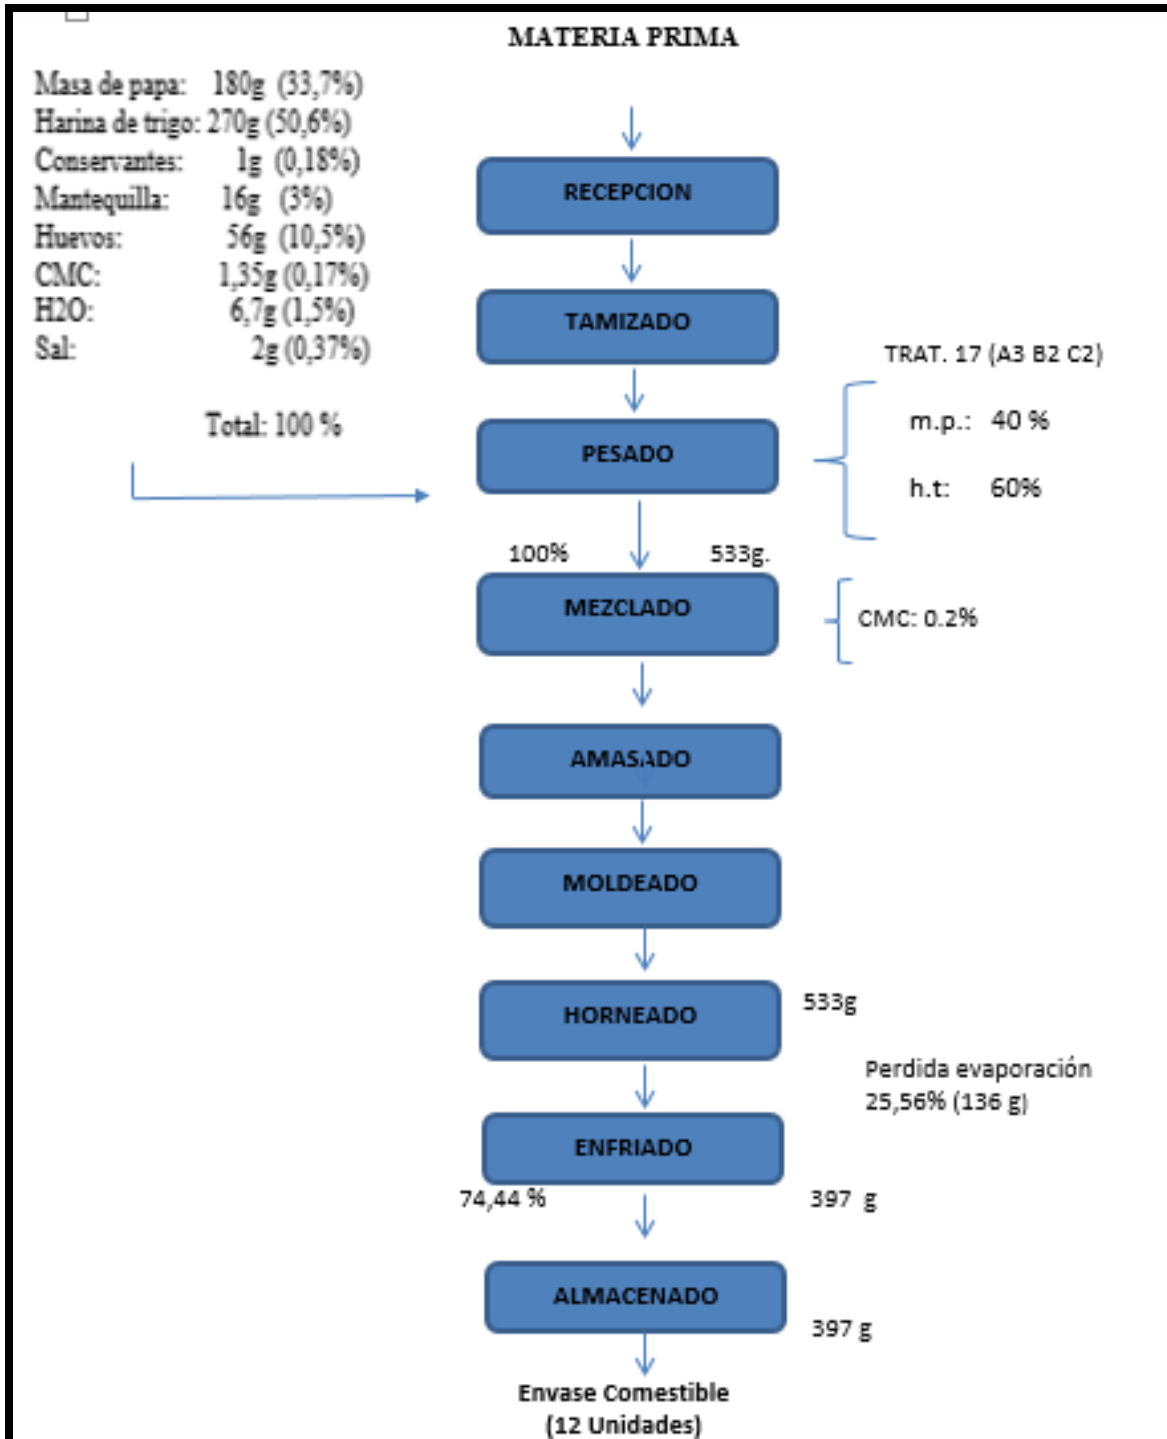 MATERIA PRIMA
Masa de papa: 180g (33,7%)
Harina de trigo: 270g (50,6%)
Conservantes: 1g (0,18%)
Mantequilla: 16g (3%)
Huevos: 56g (10,5%)
CMC: 1,35g (0,17%)
H2O: 6,7g (1,5%)
Sal: 2g (0,37%)
Total: 100 %
RECEPCION
TAMIZADO
TRAT. 17 (A3 B2 C2)
m.p.: 40 %
PESADO
h.t: 60%
100% 533g.
MEZCLADO
CMC: 0.2%
AMASADO
MOLDEADO
HORNEADO
533g
Perdida evaporación
25,56% (136 g)
ENFRIADO
74,44 % 397 g
ALMACENADO
397 g
Envase Comestible
(12 Unidades)